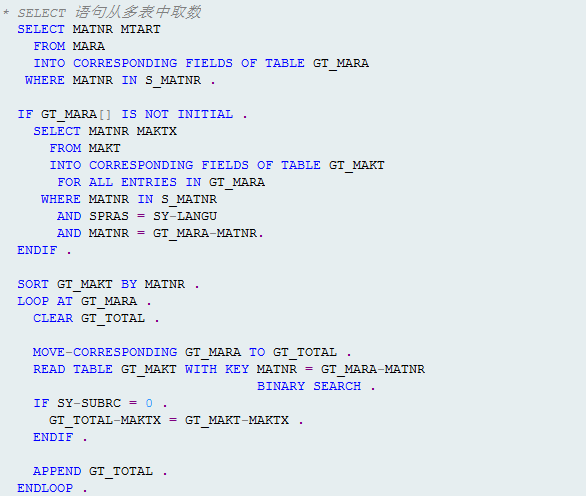 * SELECT 语句从多表中取数
SELECT MATNR MTART
FROM MARA
INTO CORRESPONDING FIELDS OF TABLE GT_MARA
WHERE MATNR IN S_MATNR .
IF GT_MARA[] IS NOT INITIAL .
SELECT MATNR MAKTX
FROM MAKT
INTO CORRESPONDING FIELDS OF TABLE GT_MAKT
FOR ALL ENTRIES IN GT_MARA
WHERE MATNR IN S_MATNR
AND SPRAS = SY-LANGU
AND MATNR = GT_MARA-MATNR.
ENDIF .
SORT GT_MAKT BY MATNR .
LOOP AT GT_MARA .
CLEAR GT_TOTAL .
MOVE-CORRESPONDING GT_MARA TO GT_TOTAL .
READ TABLE GT_MAKT WITH KEY MATNR = GT_MARA-MATNR
BINARY SEARCH .
IF SY-SUBRC = 0 .
GT_TOTAL-MAKTX = GT_MAKT-MAKTX .
ENDIF .
APPEND GT_TOTAL .
ENDLOOP .